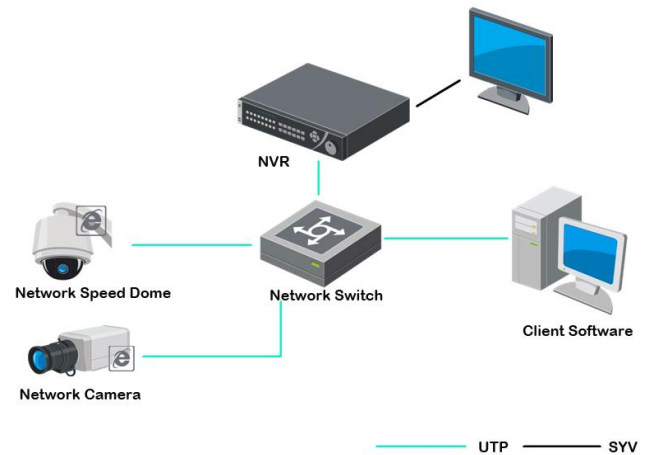 NVR
Network Speed Dome
Network Switch
Client Software
Network Camera
UTP
SYV